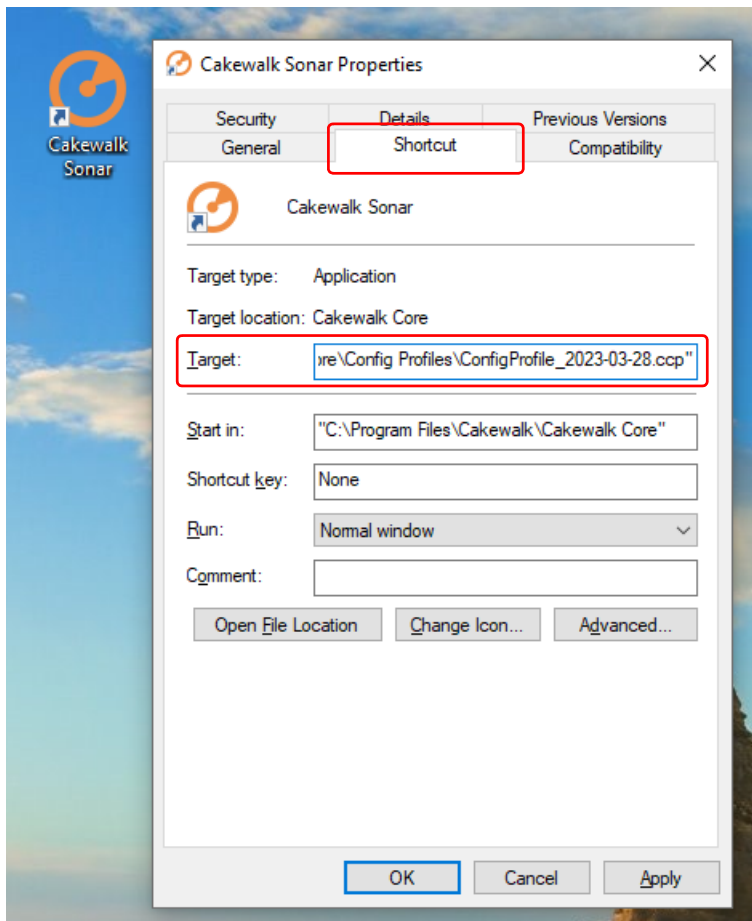 Cakewalk
Sonar
Cakewalk Sonar Properties
Security Details Previous Versions
General Shortcut Compatibility
Cakewalk Sonar
Target type: Application
Target location: Cakewalk Core
Target: ore\Config Profiles\ConfigProfile_2023-03-28.ccp"
Start in: "C:\Program Files\Cakewalk\Cakewalk Core"
Shortcut key: None
Run: Normal window
Comment:
Open File Location Change Icon... Advanced...
OK Cancel Apply